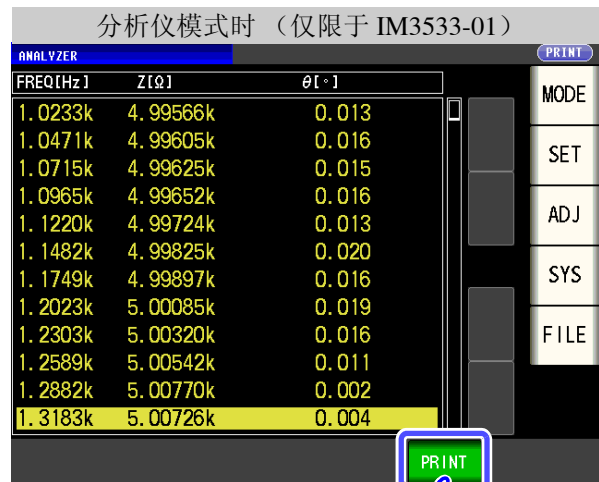 分析仪模式时 （仅限于 IM3533-01）
ANALYZER PRINT
FREQ[Hz] Z[Ω] θ[°]
MODE
1.0233k 4.99566k 0.013
1.0471k 4.99605k 0.016
SET
1.0715k 4.99625k 0.015
1.0965k 4.99652k 0.016
1.1220k 4.99724k 0.013
ADJ
1.1482k 4.99825k 0.020
1.1749k 4.99897k 0.016
SYS
1.2023k 5.00085k 0.019
1.2303k 5.00320k 0.016
FILE
1.2589k 5.00542k 0.011
1.2882k 5.00770k 0.002
1.3183k 5.00726k 0.004
PRINT